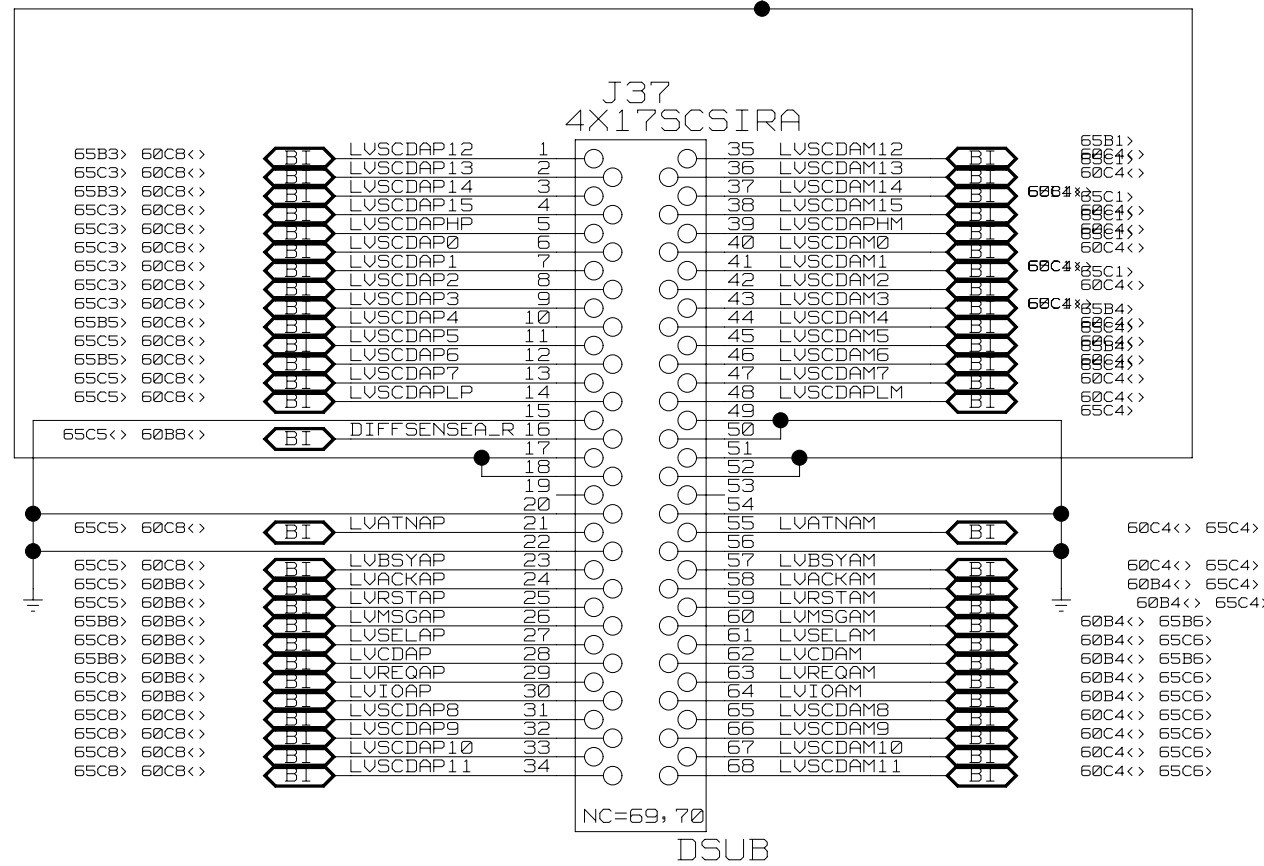 J37
4X17SCSIRA
65B3> 60C8<> BI LVSCDAP12 1 35 LVSCDAM12 BI 65B1>
65C3> 60C8<> BI LVSCDAP13 2 36 LVSCDAM13 BI 60C4<>
65B3> 60C8<> BI LVSCDAP14 3 37 LVSCDAM14 BI
65C3> 60C8<> BI LVSCDAP15 4 38 LVSCDAM15 BI 65C1>
65C3> 60C8<> BI LVSCDAPHP 5 39 LVSCDAPHM BI 60C4<>
65C3> 60C8<> BI LVSCDAP0 6 40 LVSCDAM0 BI 60C4<>
65C3> 60C8<> BI LVSCDAP1 7 41 LVSCDAM1 BI 65C1>
65C3> 60C8<> BI LVSCDAP2 8 42 LVSCDAM2 BI 60C4<>
65C3> 60C8<> BI LVSCDAP3 9 43 LVSCDAM3 BI 65B4>
65B5> 60C8<> BI LVSCDAP4 10 44 LVSCDAM4 BI
65C5> 60C8<> BI LVSCDAP5 11 45 LVSCDAM5 BI
65B5> 60C8<> BI LVSCDAP6 12 46 LVSCDAM6 BI
65C5> 60C8<> BI LVSCDAP7 13 47 LVSCDAM7 BI 60C4<>
65C5> 60C8<> BI LVSCDAPLP 14 48 LVSCDAPLM BI 60C4<>
15 49 65C4>
65C5<> 60B8<> BI DIFFSENSEA_R 16 50
17 51
18 52
19 53
20 54
65C5> 60C8<> BI LVATNAP 21 55 LVATNAM BI 60C4<> 65C4>
22 56
65C5> 60C8<> BI LVBSYAP 23 57 LVBSYAM BI 60C4<> 65C4>
65C5> 60B8<> BI LVACKAP 24 58 LVACKAM BI 60B4<> 65C4>
65C5> 60B8<> BI LVRSTAP 25 59 LVRSTAM BI 60B4<> 65C4>
65B8> 60B8<> BI LVMSGAP 26 60 LVMSGAM BI 60B4<> 65B6>
65C8> 60B8<> BI LVSELAP 27 61 LVSELAM BI 60B4<> 65C6>
65B8> 60B8<> BI LVCDAP 28 62 LVCDAM BI 60B4<> 65B6>
65C8> 60B8<> BI LVREQAP 29 63 LVREQAM BI 60B4<> 65C6>
65C8> 60B8<> BI LVIOAP 30 64 LVIOAM BI 60B4<> 65C6>
65C8> 60C8<> BI LVSCDAP8 31 65 LVSCDAM8 BI 60C4<> 65C6>
65C8> 60C8<> BI LVSCDAP9 32 66 LVSCDAM9 BI 60C4<> 65C6>
65C8> 60C8<> BI LVSCDAP10 33 67 LVSCDAM10 BI 60C4<> 65C6>
65C8> 60C8<> BI LVSCDAP11 34 68 LVSCDAM11 BI 60C4<> 65C6>
NC=69,70
DSUB